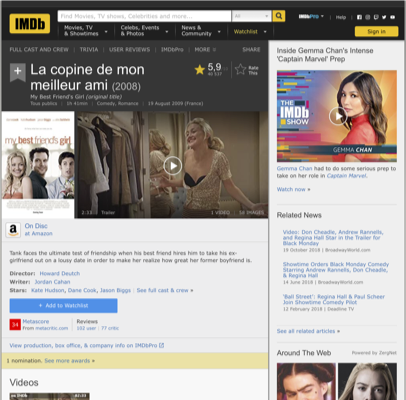 IMDb
Find Movies, TV shows, Celebrities and more...
All
IMDbPro
Help
Movies, TV
& Showtimes
Celebs, Events
& Photos
News &
Community
Watchlist
Sign in
FULL CAST AND CREW | TRIVIA | USER REVIEWS | IMDbPro | MORE
SHARE
La copine de mon
meilleur ami (2008)
My Best Friend's Girl (original title)
Tous publics | 1h 41min | Comedy, Romance | 19 August 2009 (France)
5,9
Rate
This
my best friend's girl
2:33 Trailer
1 VIDEO
38 IMAGES
On Disc
at Amazon
Tank faces the ultimate test of friendship when his best friend hires him to take his ex-
girlfriend out on a lousy date in order to make her realize how great her former boyfriend is.
Director: Howard Deutch
Writer: Jordan Cahan
Stars: Kate Hudson, Dane Cook, Jason Biggs | See full cast & crew »
+ Add to Watchlist
34
Metascore
From metacritic.com
Reviews
102 user | 77 critic
View production, box office, & company info on IMDbPro
1 nomination. See more awards »
Videos
Inside Gemma Chan's Intense
'Captain Marvel' Prep
THE
IMDb
SHOW
GEMMA CHAN
Gemma Chan had to do some serious prep
to take on her role in Captain Marvel.
Watch now »
Related News
Video: Don Cheadle, Andrew Rannells,
and Regina Hall Star in the Trailer for
Black Monday
19 October 2018 | BroadwayWorld.com
Showtime Orders Black Monday Comedy
Starring Don Cheadle, Andrew Rannells,
& Regina Hall
14 June 2018 | BroadwayWorld.com
'Ball Street': Regina Hall & Paul Scheer
Join Showtime Comedy Pilot
12 February 2018 | Deadline TV
See all related articles »
Around The Web
Powered by ZergNet